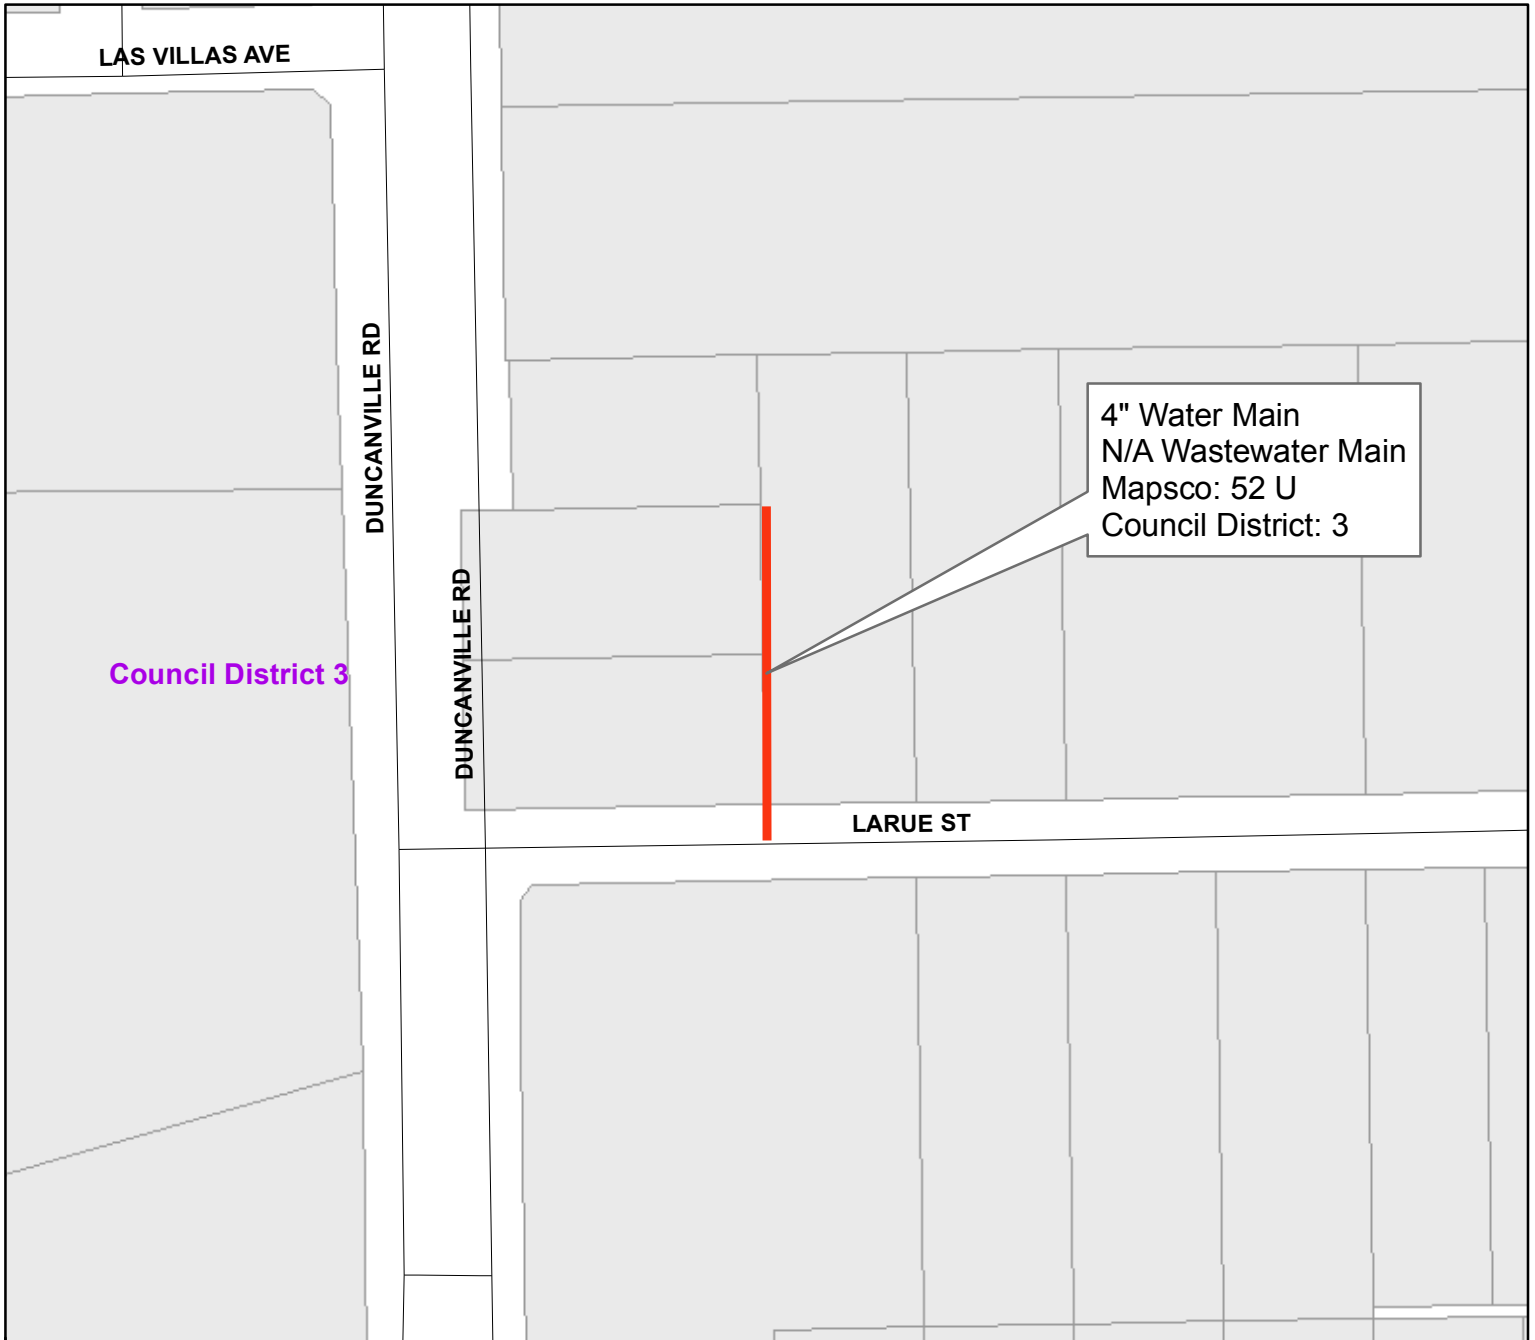 LAS VILLAS AVE
DUNCANVILLE RD
4" Water Main
N/A Wastewater Main
Mapsco: 52 U
Council District: 3
DUNCANVILLE RD
Council District 3
LARUE ST